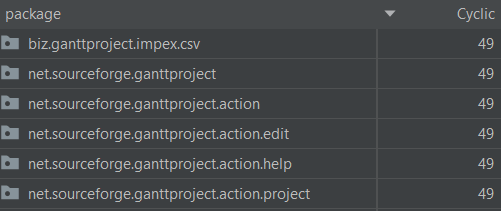 package Cyclic
biz.ganttproject.impex.csv 49
net.sourceforge.ganttproject 49
net.sourceforge.ganttproject.action 49
net.sourceforge.ganttproject.action.edit 49
net.sourceforge.ganttproject.action.help 49
net.sourceforge.ganttproject.action.project 49